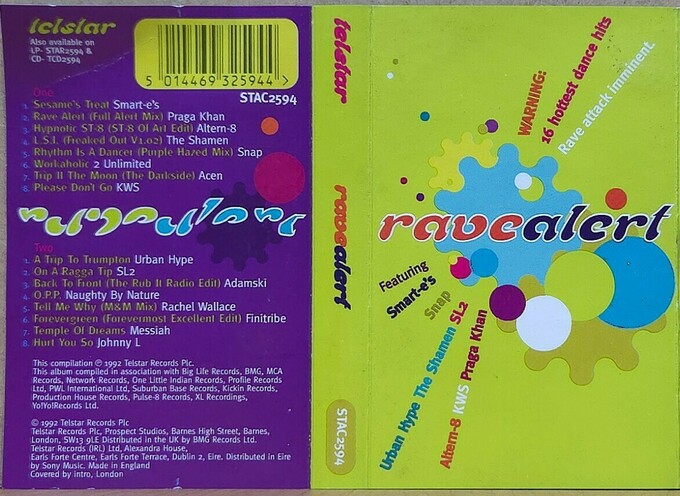 telstar
Also available on
LP- STAR2594 &
CD- TCD2594
5 014469 325944 >
STAC2594
One
1. Sesame's Treat Smart-e's
2. Rave Alert (Full Alert Mix) Praga Khan
3. Hypnotic ST-8 (ST-8 Of Art Edit) Altern-8
4. L.S.I. (Freaked Out V1.02) The Shamen
5. Rhythm Is A Dancer (Purple Hazed Mix) Snap
6. Workaholic 2 Unlimited
7. Trip II The Moon (The Darkside) Acen
8. Please Don't Go KWS
ravealert
Two
1. A Trip To Trumpton Urban Hype
2. On A Ragga Tip SL2
3. Back To Front (The Rub It Radio Edit) Adamski
4. O.P.P. Naughty By Nature
5. Tell Me Why (M&M Mix) Rachel Wallace
6. Forevergreen (Forevermost Excellent Edit) Finitribe
7. Temple Of Dreams Messiah
8. Hurt You So Johnny L
This compilation ℗ 1992 Telstar Records Plc.
This album compiled in association with Big Life Records, BMG, MCA
Records, Network Records, One Little Indian Records, Profile Records
Ltd, PWL International Ltd, Suburban Base Records, Kickin Records,
Production House Records, Pulse-8 Records, XL Recordings,
Yo!Yo!Records Ltd.
© 1992 Telstar Records Plc
Telstar Records Plc, Prospect Studios, Barnes High Street, Barnes,
London, SW13 9LE Distributed in the UK by BMG Records Ltd.
Telstar Records (IRL) Ltd, Alexandra House,
Earls Forte Centre, Earls Forte Terrace, Dublin 2, Eire. Distributed in Eire
by Sony Music. Made in England
Covered by intro, London
telstar
ravealert
STAC2594
WARNING:
16 hottest dance hits
Rave attack imminent.
ravealert
Featuring
Smart-e's
Snap
Urban Hype The Shamen SL2
Altern-8 KWS Praga Khan